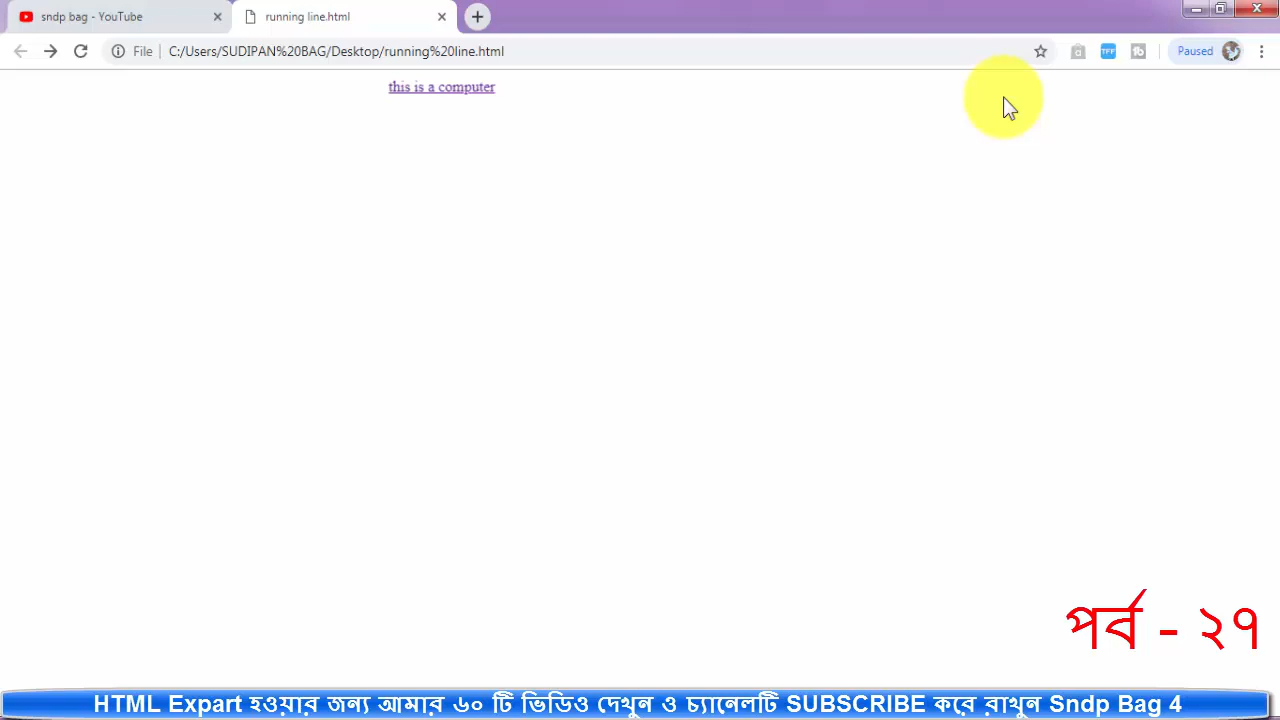 sndp bag - YouTube
running line.html
File
C:/Users/SUDIPAN%20BAG/Desktop/running%20line.html
TFF
Paused
this is a computer
পর্ব - ২৭
HTML Expart হওয়ার জন্য আমার ৬০ টি ভিডিও দেখুন ও চ্যানেলটি SUBSCRIBE করে রাখুন Sndp Bag 4